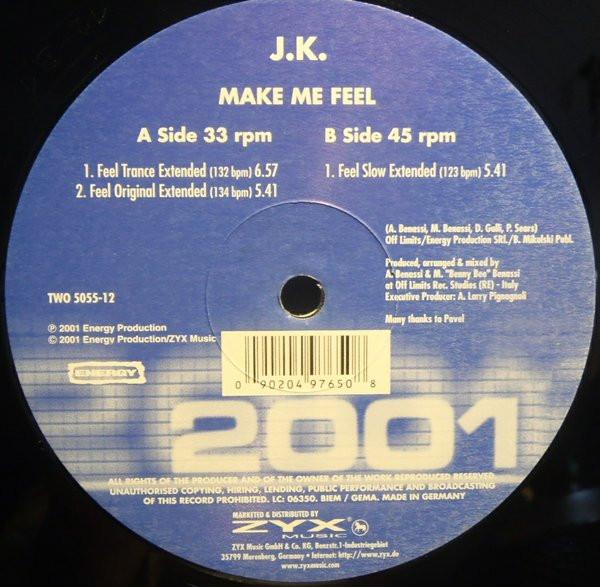 J.K.
MAKE ME FEEL
A Side 33 rpm
1. Feel Trance Extended (132 bpm) 6.57
2. Feel Original Extended (134 bpm) 5.41
B Side 45 rpm
1. Feel Slow Extended (123 bpm) 5.41
(A. Benassi, M. Benassi, D. Galli, P. Sears)
Off Limits/Energy Production SRL/B. Mikulski Publ.
Produced, arranged & mixed by
A. Benassi & M. "Benny Bee" Benassi
at Off Limits Rec. Studios (RE) - Italy
Executive Producer: A. Larry Pignagnoli
Many thanks to Pavel
TWO 5055-12
℗ 2001 Energy Production
© 2001 Energy Production/ZYX Music
ENERGY
0 90204 97650 8
2001
ALL RIGHTS OF THE PRODUCER AND OF THE OWNER OF THE WORK REPRODUCED RESERVED
UNAUTHORISED COPYING, HIRING, LENDING, PUBLIC PERFORMANCE AND BROADCASTING
OF THIS RECORD PROHIBITED. LC: 06350. BIEM / GEMA. MADE IN GERMANY
MARKETED & DISTRIBUTED BY
ZYX®
MUSIC
ZYX Music GmbH & Co. KG, Benzstr.1-Industriegebiet
35799 Merenberg, Germany • Internet: http://www.zyx.de
www.zyxmusic.com